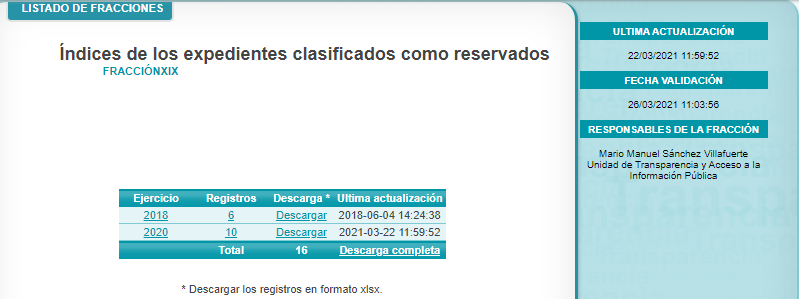 LISTADO DE FRACCIONES
Índices de los expedientes clasificados como reservados
FRACCIÓNXIX
Ejercicio Registros Descarga * Ultima actualización
2018 6 Descargar 2018-06-04 14:24:38
2020 10 Descargar 2021-03-22 11:59:52
Total 16 Descarga completa
* Descargar los registros en formato xlsx.
ULTIMA ACTUALIZACIÓN
22/03/2021 11:59:52
FECHA VALIDACIÓN
26/03/2021 11:03:56
RESPONSABLES DE LA FRACCIÓN
Mario Manuel Sánchez Villafuerte
Unidad de Transparencia y Acceso a la
Información Pública